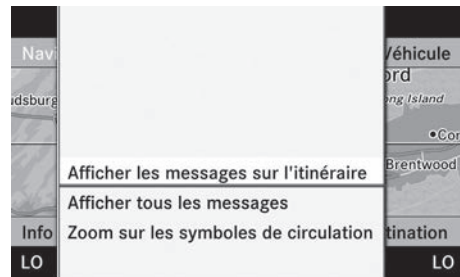 Navi
Véhicule
ord
udsburg
ong Island
Cor
Afficher les messages sur l'itinéraire
Brentwood
Afficher tous les messages
Info
Zoom sur les symboles de circulation
tination
LO
LO